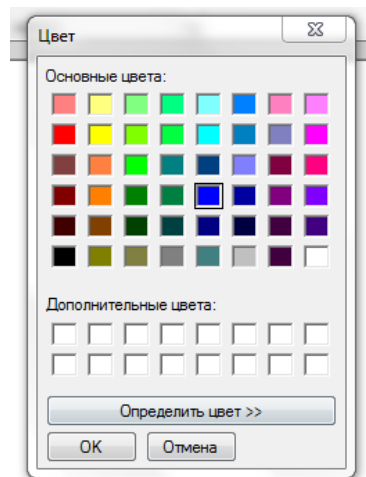 Цвет
Основные цвета:
Дополнительные цвета:
Определить цвет >>
OK Отмена